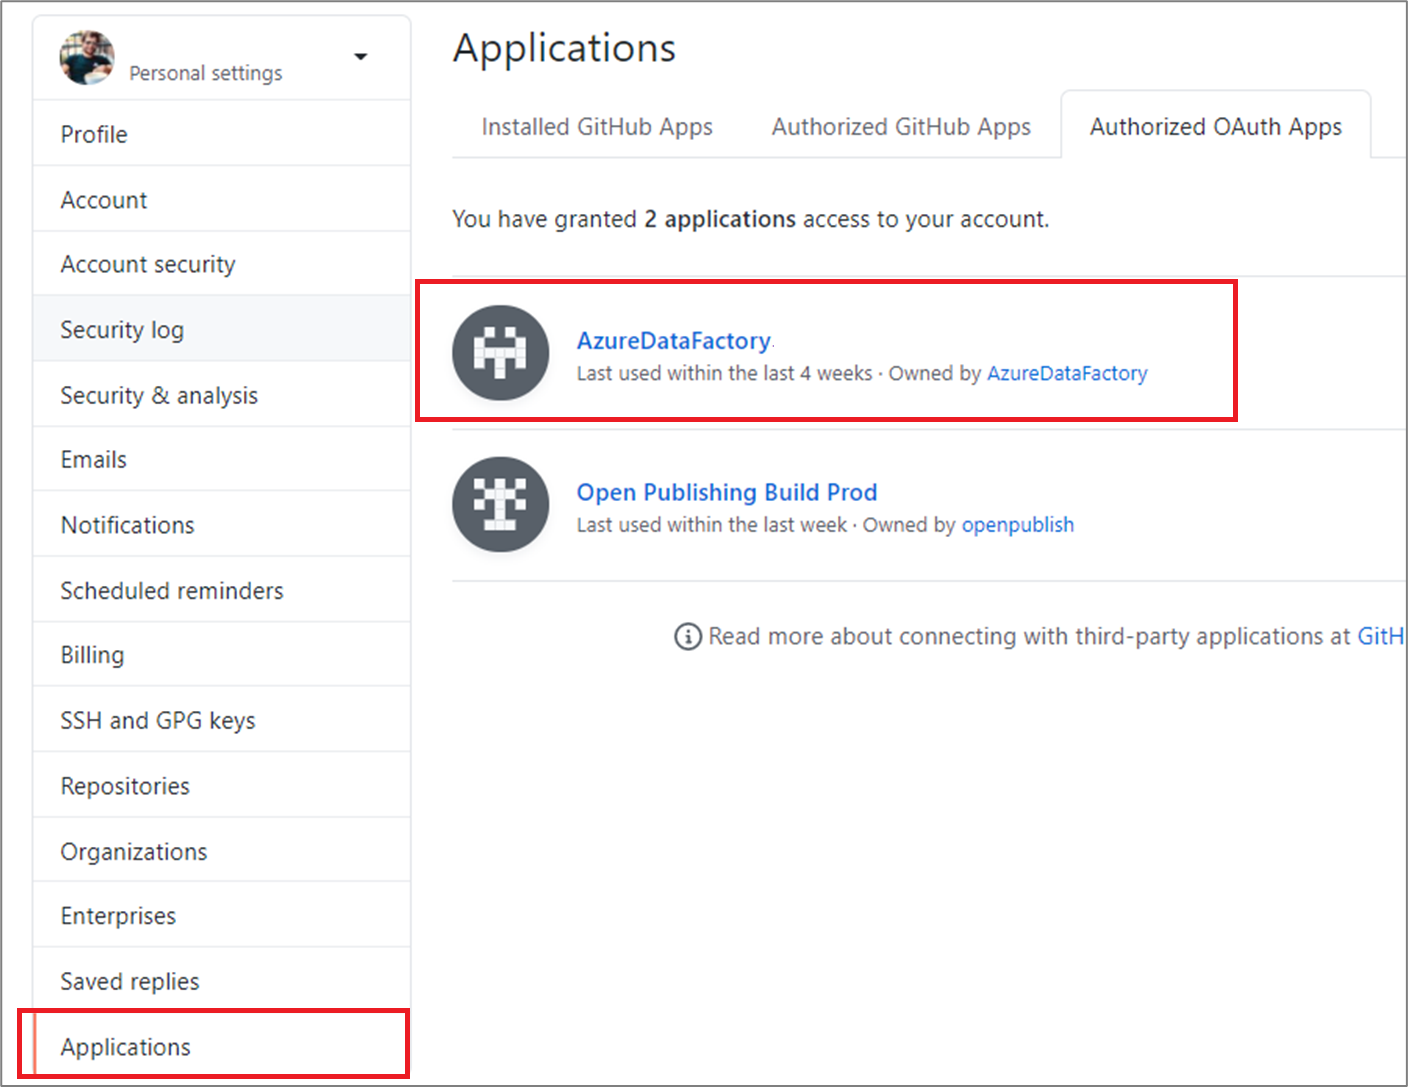 Personal settings
Profile
Account
Account security
Security log
Security & analysis
Emails
Notifications
Scheduled reminders
Billing
SSH and GPG keys
Repositories
Organizations
Enterprises
Saved replies
Applications
Applications
Installed GitHub Apps Authorized GitHub Apps Authorized OAuth Apps
You have granted 2 applications access to your account.
AzureDataFactory
Last used within the last 4 weeks · Owned by AzureDataFactory
Open Publishing Build Prod
Last used within the last week · Owned by openpublish
Read more about connecting with third-party applications at GitH